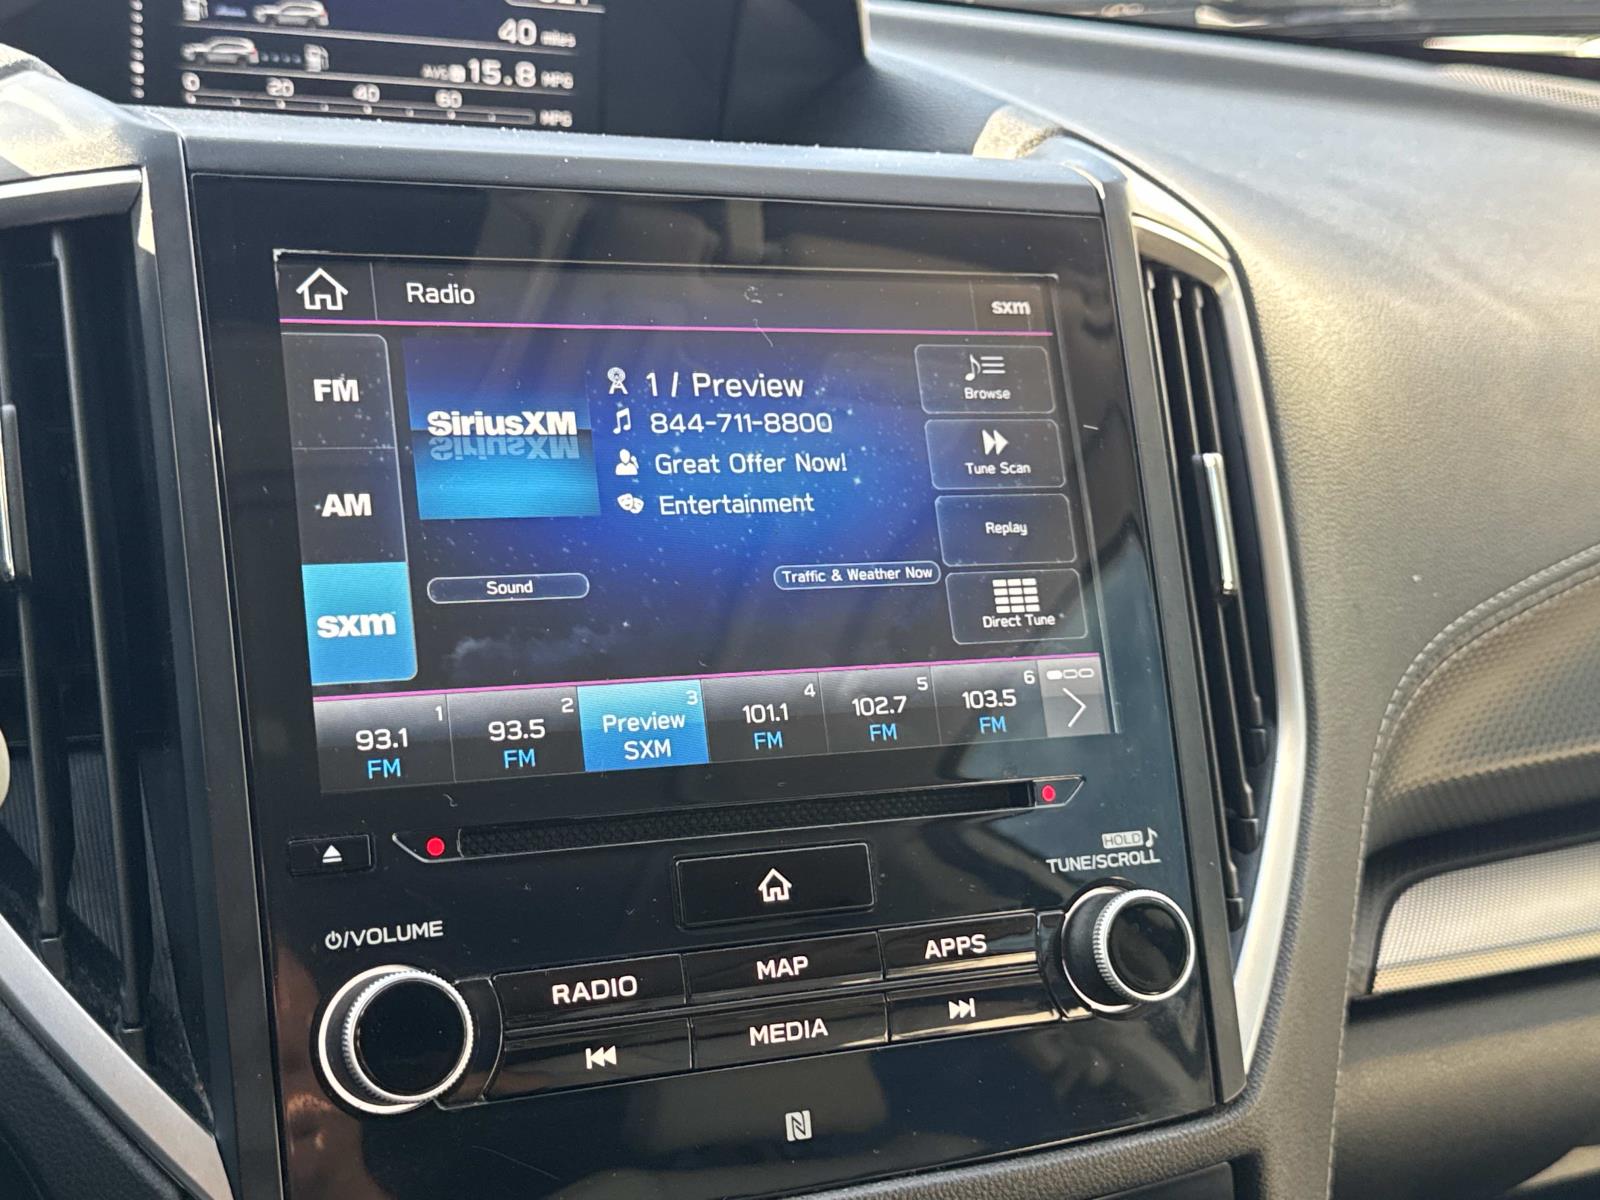 40 miles
AVG 15.8 MPG
0 20 40 60
MPG
Radio
sxm
FM
AM
sxm
SiriusXM
1 / Preview
844-711-8800
Great Offer Now!
Entertainment
Browse
Tune Scan
Replay
Direct Tune
Sound
Traffic & Weather Now
1
93.1
FM
2
93.5
FM
3
Preview
SXM
4
101.1
FM
5
102.7
FM
6
103.5
FM
HOLD
TUNE/SCROLL
/VOLUME
RADIO
MAP
APPS
MEDIA
N